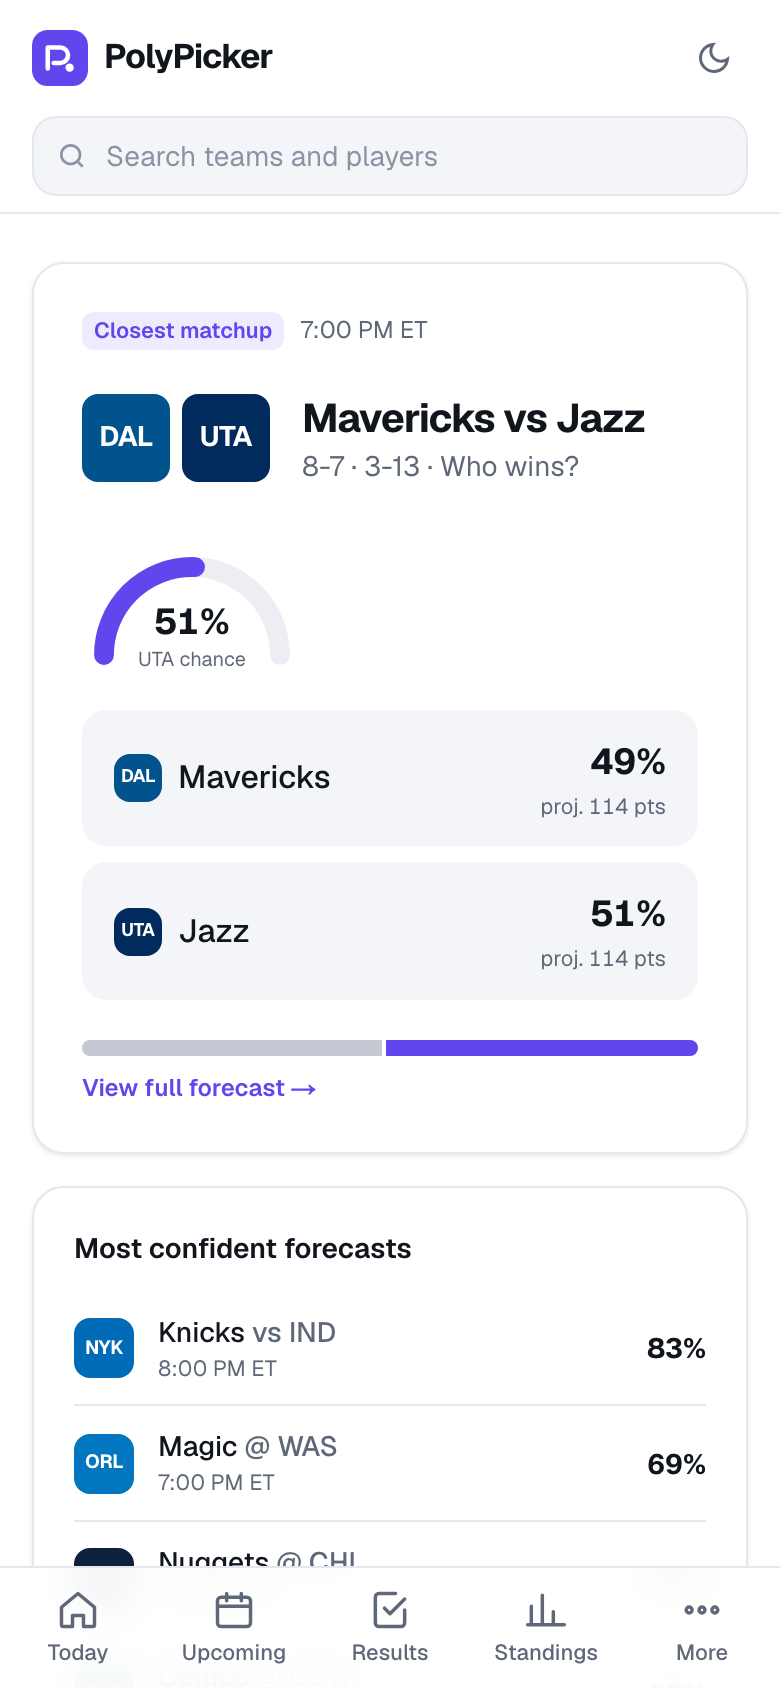 PolyPicker
Search teams and players
Closest matchup 7:00 PM ET
DAL UTA Mavericks vs Jazz
8-7 · 3-13 · Who wins?
51%
UTA chance
DAL Mavericks 49%
proj. 114 pts
UTA Jazz 51%
proj. 114 pts
View full forecast →
Most confident forecasts
NYK Knicks vs IND 83%
8:00 PM ET
ORL Magic @ WAS 69%
7:00 PM ET
Nuggets @ CHI
Today Upcoming Results Standings More